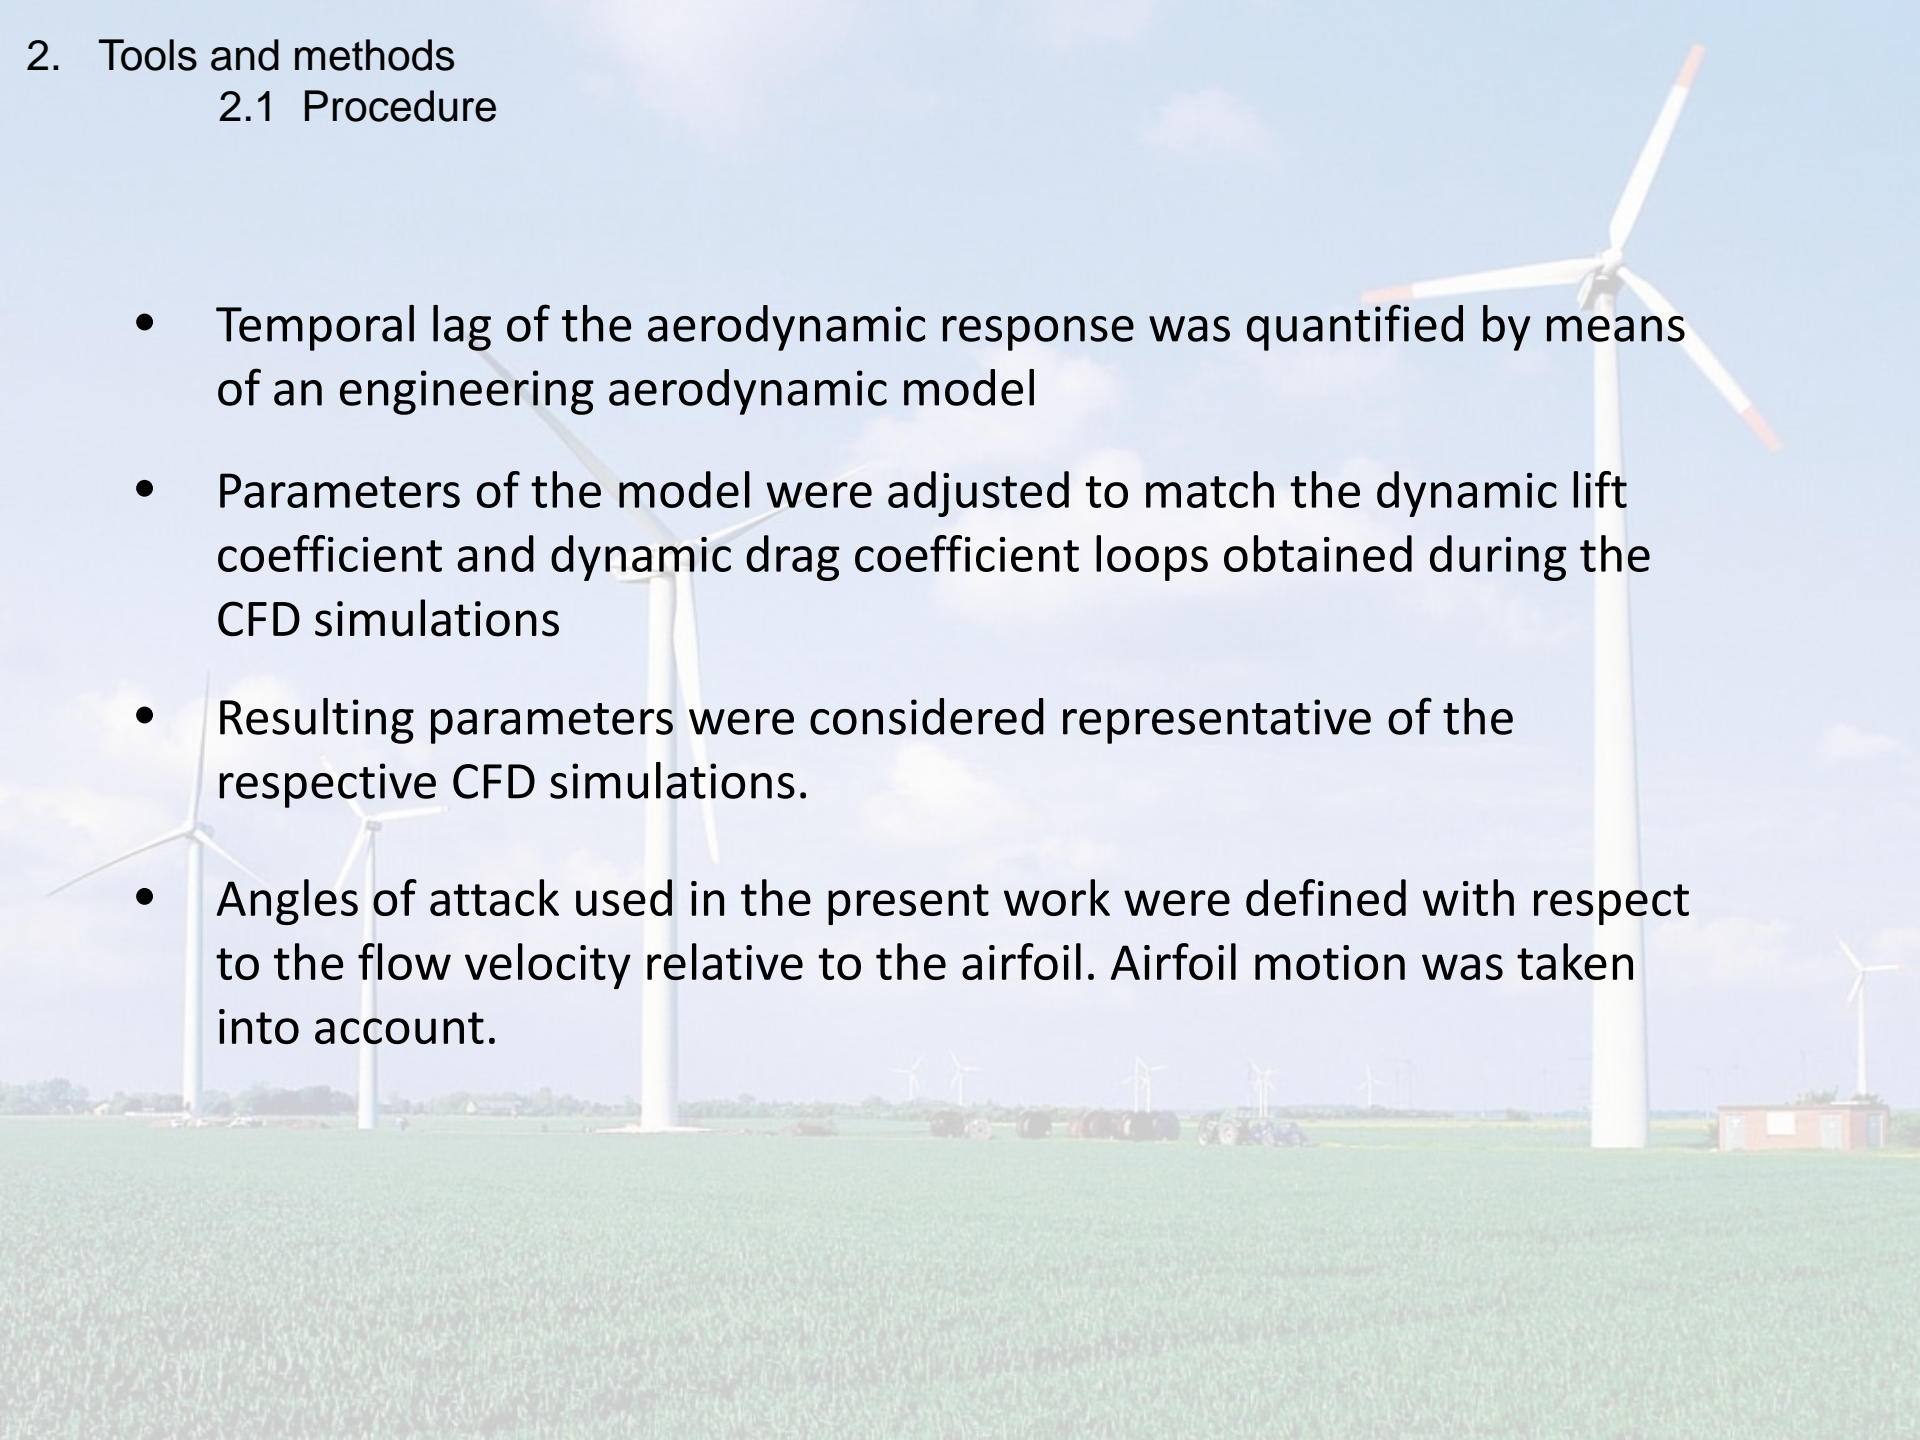 2. Tools and methods
2.1 Procedure
• Temporal lag of the aerodynamic response was quantified by means
of an engineering aerodynamic model
• Parameters of the model were adjusted to match the dynamic lift
coefficient and dynamic drag coefficient loops obtained during the
CFD simulations
• Resulting parameters were considered representative of the
respective CFD simulations.
• Angles of attack used in the present work were defined with respect
to the flow velocity relative to the airfoil. Airfoil motion was taken
into account.